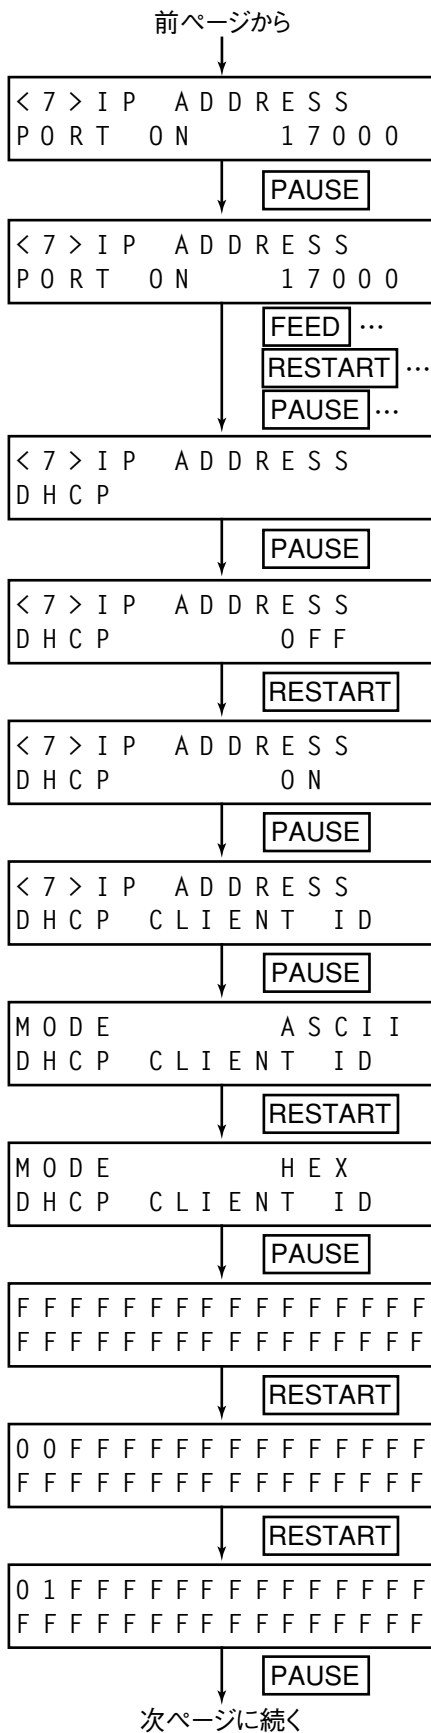 前ページから
<7>IP ADDRESS
PORT ON 17000
PAUSE
<7>IP ADDRESS
PORT ON 17000
FEED …
RESTART …
PAUSE …
<7>IP ADDRESS
DHCP
PAUSE
<7>IP ADDRESS
DHCP OFF
RESTART
<7>IP ADDRESS
DHCP ON
PAUSE
<7>IP ADDRESS
DHCP CLIENT ID
PAUSE
MODE ASCII
DHCP CLIENT ID
RESTART
MODE HEX
DHCP CLIENT ID
PAUSE
FFFFFFFFFFFFFFFF
FFFFFFFFFFFFFFFF
RESTART
00FFFFFFFFFFFFFF
FFFFFFFFFFFFFFFF
RESTART
01FFFFFFFFFFFFFF
FFFFFFFFFFFFFFFF
PAUSE
次ページに続く